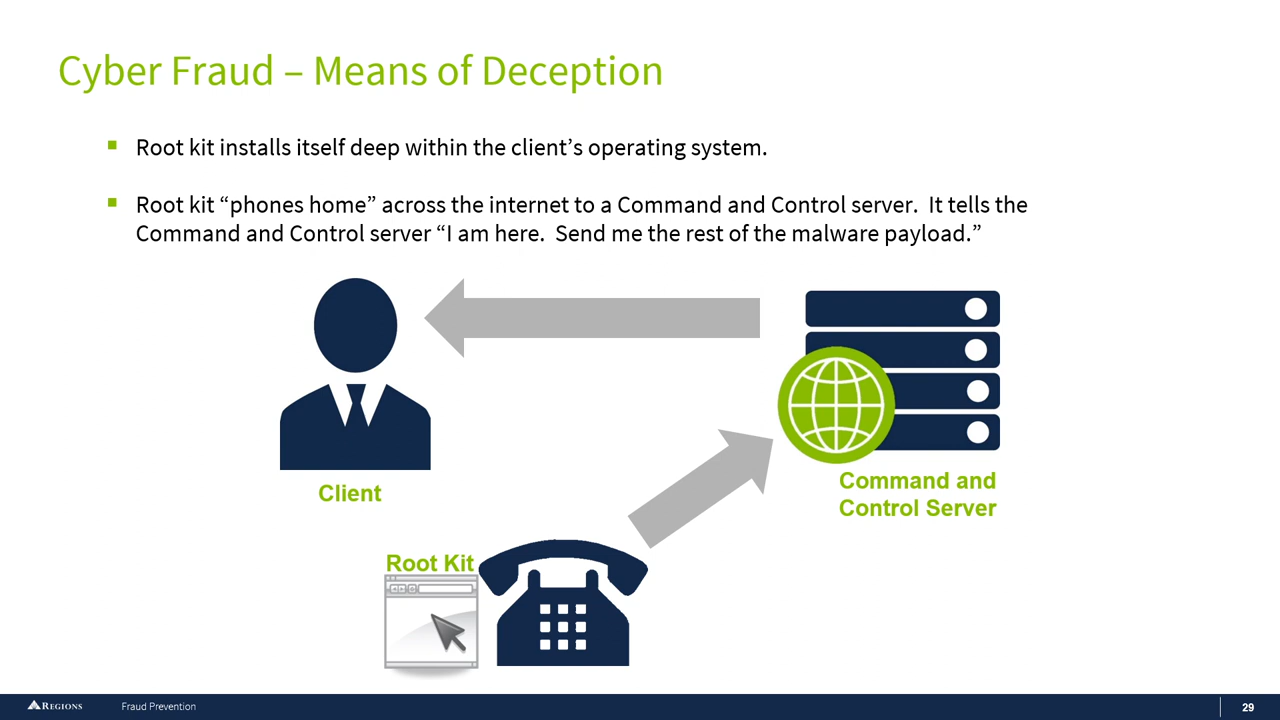 Cyber Fraud – Means of Deception
Root kit installs itself deep within the client’s operating system.
Root kit “phones home” across the internet to a Command and Control server.  It tells the
Command and Control server “I am here.  Send me the rest of the malware payload.”
Client
Command and
Control Server
Root Kit
REGIONS
Fraud Prevention
29